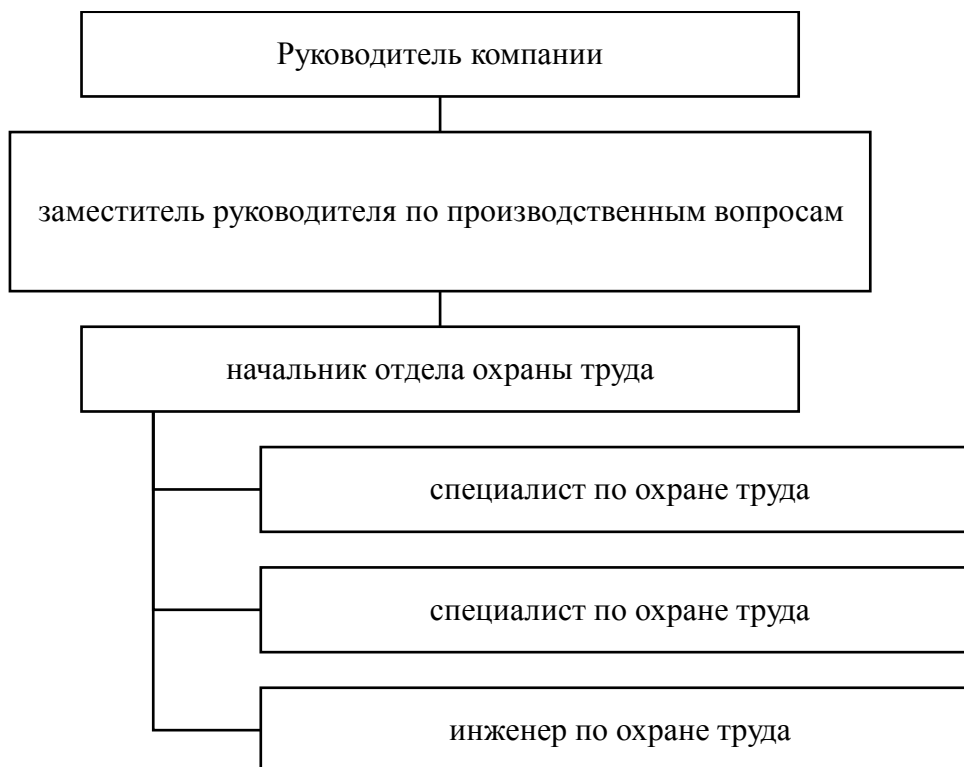 Руководитель компании
заместитель руководителя по производственным вопросам
начальник отдела охраны труда
специалист по охране труда
специалист по охране труда
инженер по охране труда